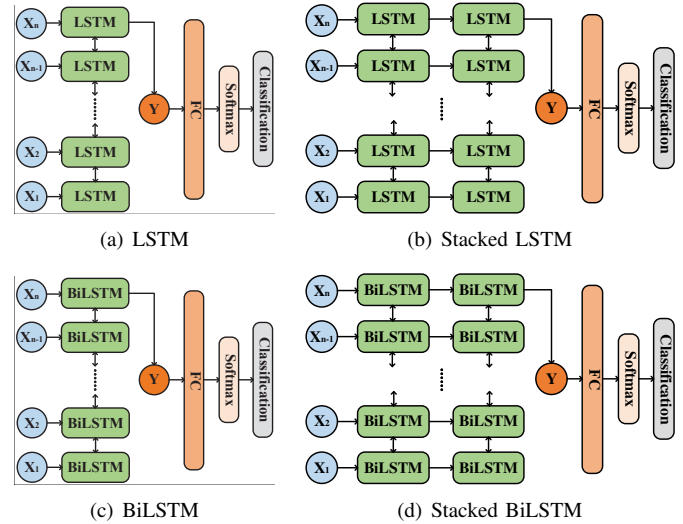 Xn
LSTM
Xn-1
LSTM
X2
LSTM
X1
LSTM
Y
FC
Softmax
Classification
(a) LSTM
Xn
LSTM
LSTM
Xn-1
LSTM
LSTM
X2
LSTM
LSTM
X1
LSTM
LSTM
Y
FC
Softmax
Classification
(b) Stacked LSTM
Xn
BiLSTM
Xn-1
BiLSTM
X2
BiLSTM
X1
BiLSTM
Y
FC
Softmax
Classification
(c) BiLSTM
Xn
BiLSTM
BiLSTM
Xn-1
BiLSTM
BiLSTM
X2
BiLSTM
BiLSTM
X1
BiLSTM
BiLSTM
Y
FC
Softmax
Classification
(d) Stacked BiLSTM